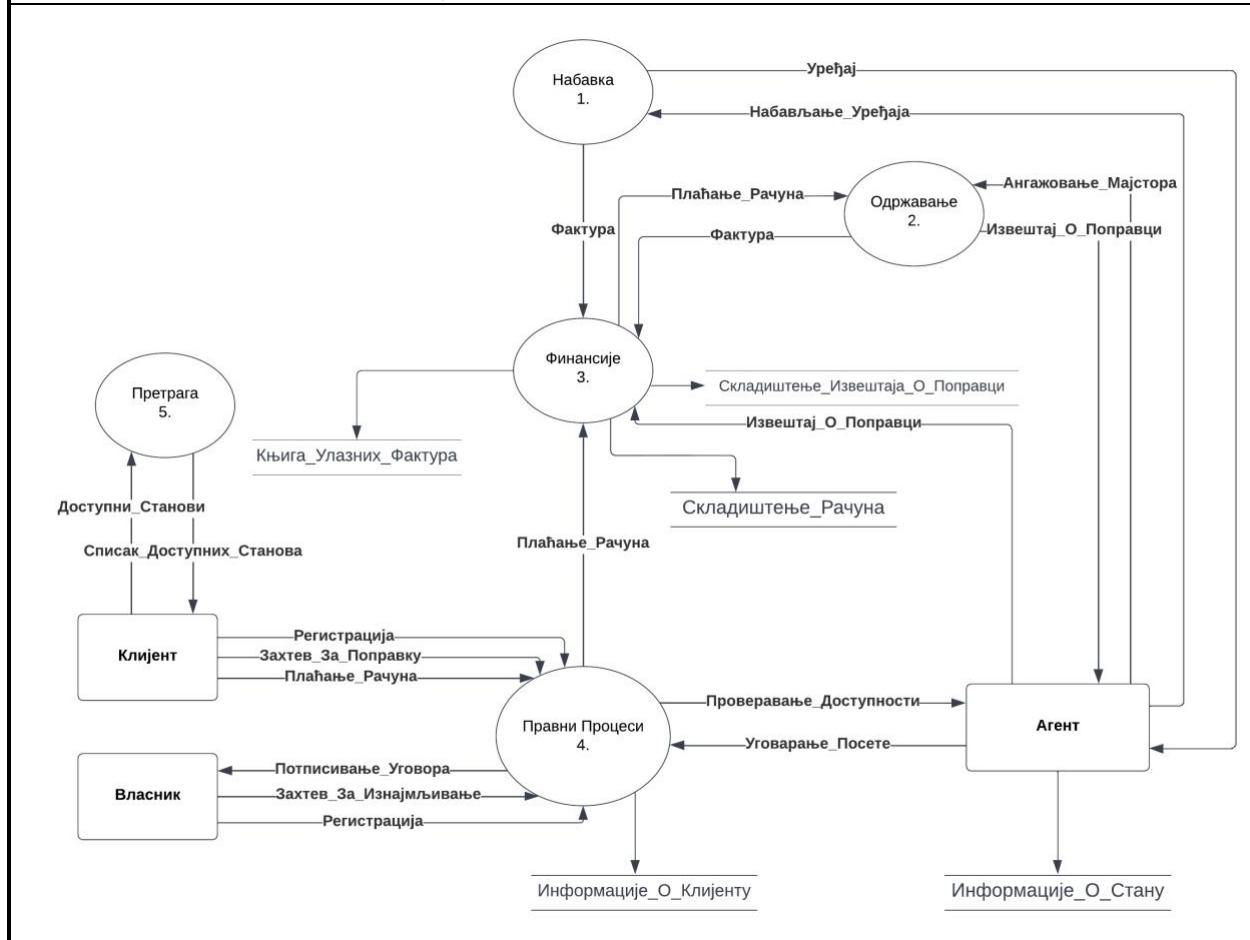 Уређај
Набавка
1.
Набављање_Уређаја
Ангажовање_Мајстора
Плаћање_Рачуна
Одржавање
2.
Фактура
Фактура
Извештај_О_Поправци
Финансије
3.
Претрага
5.
Складиштење_Извештаја_О_Поправци
Извештај_О_Поправци
Књига_Улазних_Фактура
Доступни_Станови
Складиштење_Рачуна
Списак_Доступних_Станова
Плаћање_Рачуна
Клијент
Регистрација
Захтев_За_Поправку
Плаћање_Рачуна
Проверавање_Доступности
Правни Процеси
4.
Агент
Уговарање_Посете
Власник
Потписивање_Уговора
Захтев_За_Изнајмљивање
Регистрација
Информације_О_Клијенту
Информације_О_Стану